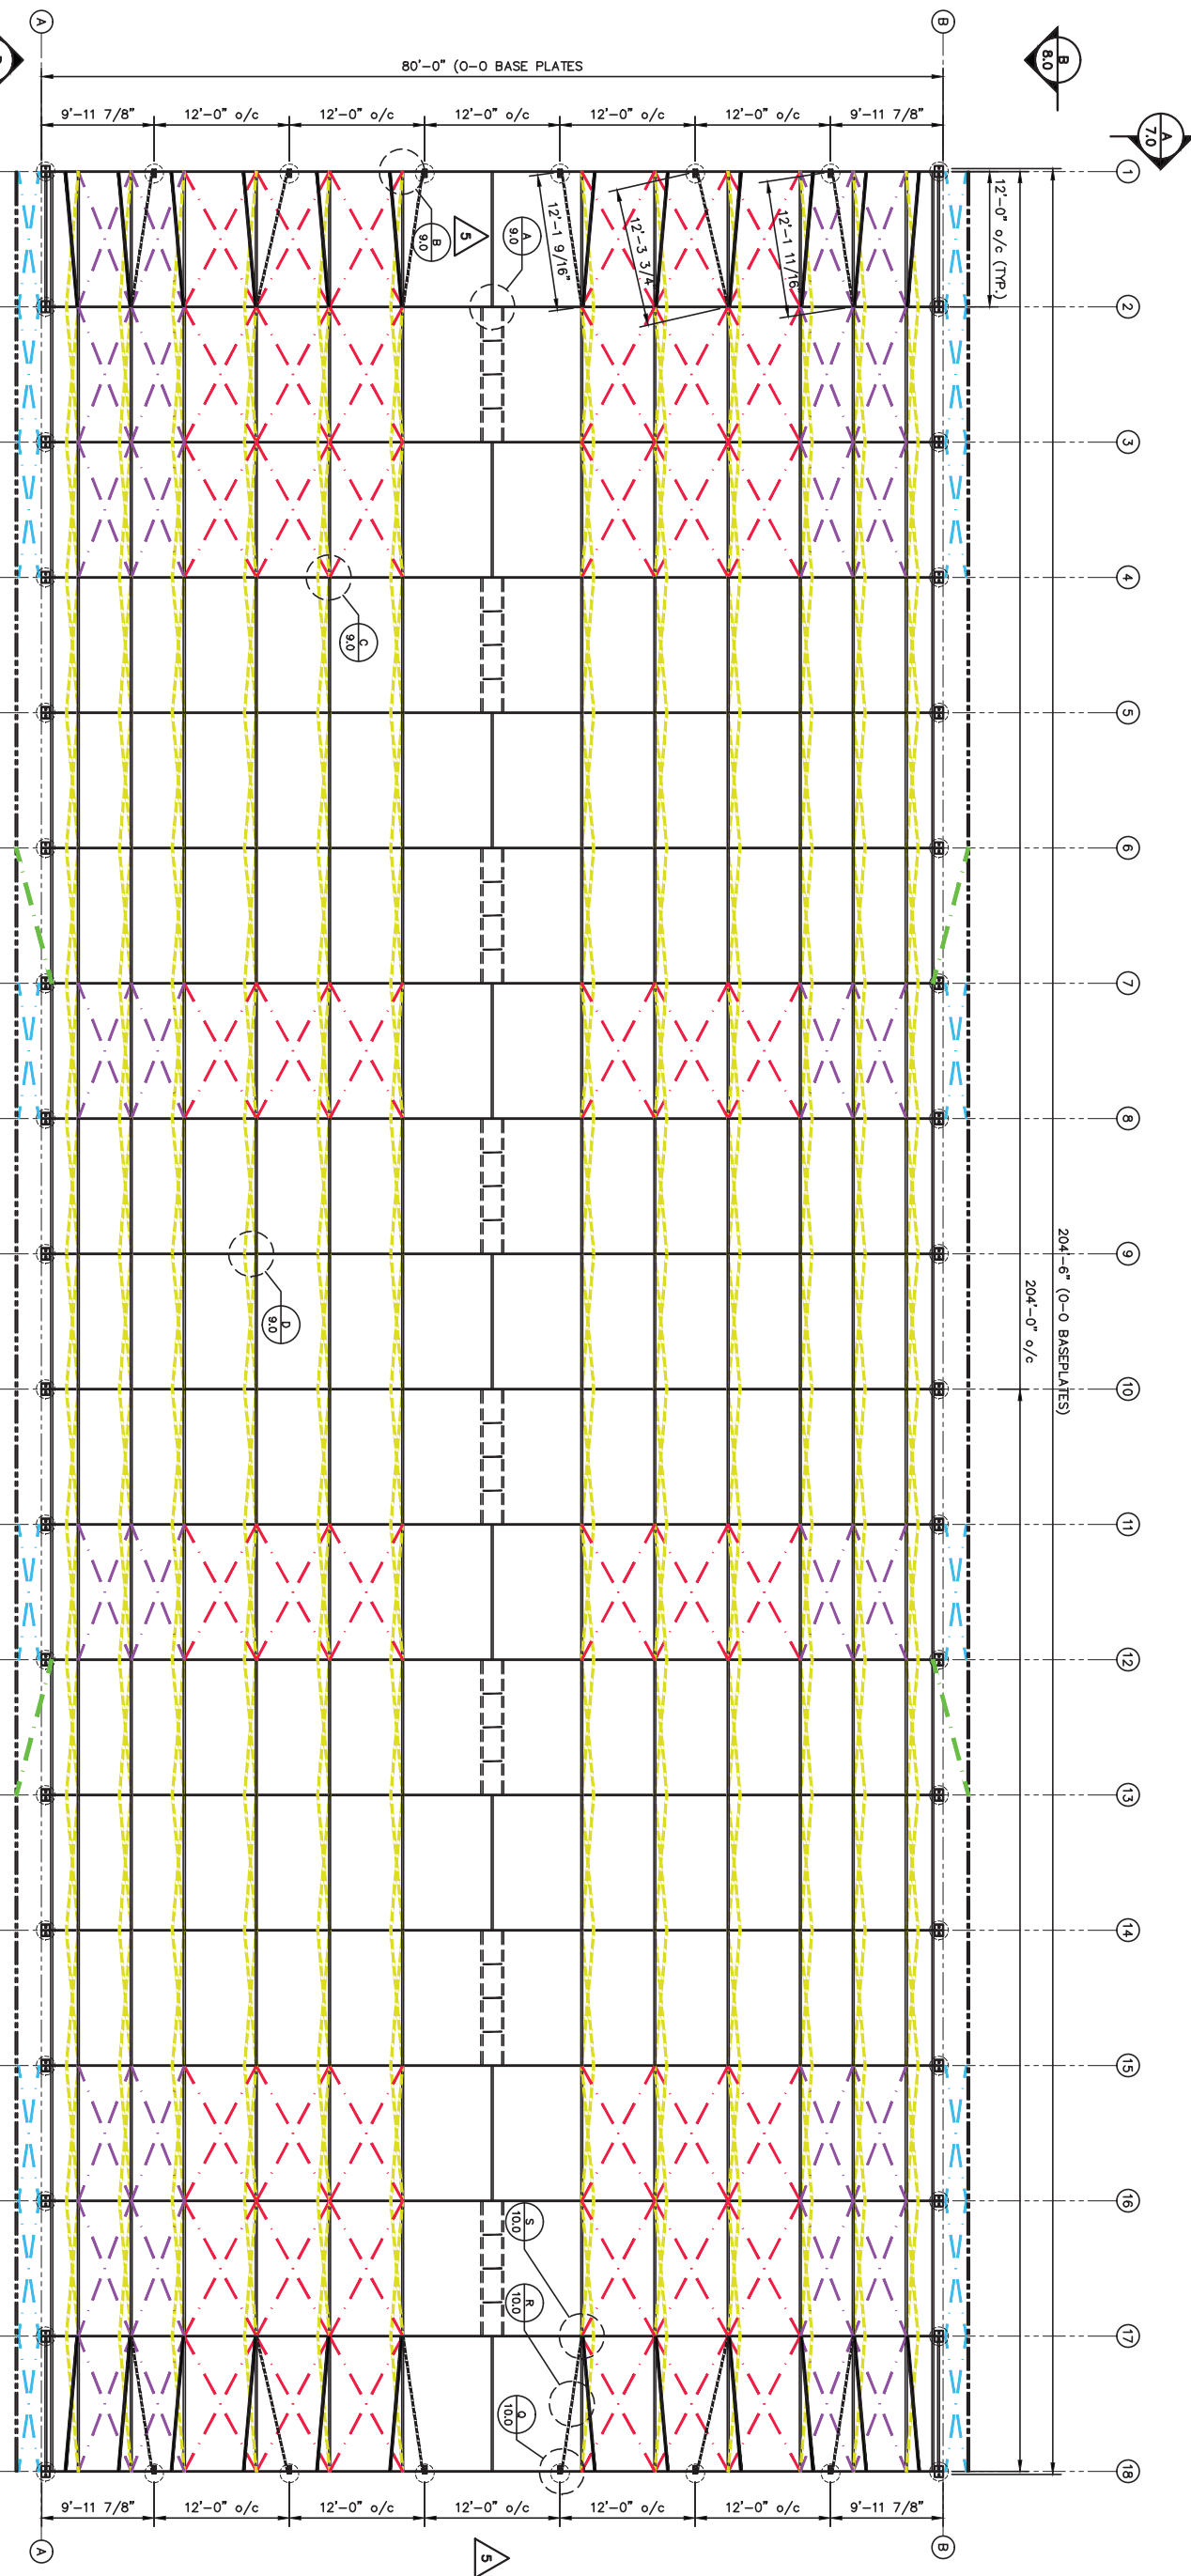 A
B
80'-0" (O-O BASE PLATES
B
8.0
A
7.0
9'-11 7/8"
12'-0" o/c
12'-0" o/c
12'-0" o/c
12'-0" o/c
12'-0" o/c
9'-11 7/8"
1
12'-0" o/c (TYP.)
B
9.0
5
A
9.0
12'-1 9/16"
12'-3 3/4
12'-1 11/16
2
3
4
C
9.0
5
6
7
8
9
204'-6" (O-O BASEPLATES)
204'-0" o/c
D
9.0
10
11
12
13
14
15
16
S
10.0
R
10.0
17
Q
10.0
18
9'-11 7/8"
12'-0" o/c
12'-0" o/c
12'-0" o/c
12'-0" o/c
12'-0" o/c
9'-11 7/8"
A
B
5